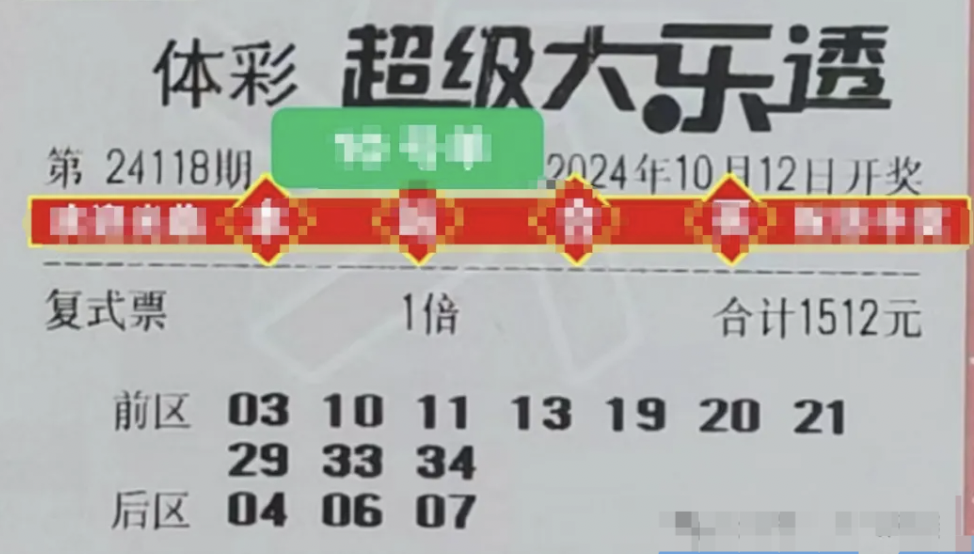 体彩 超级大乐透
第 24118期 2024年10月12日开奖
复式票 1倍 合计1512元
前区 03 10 11 13 19 20 21
29 33 34
后区 04 06 07